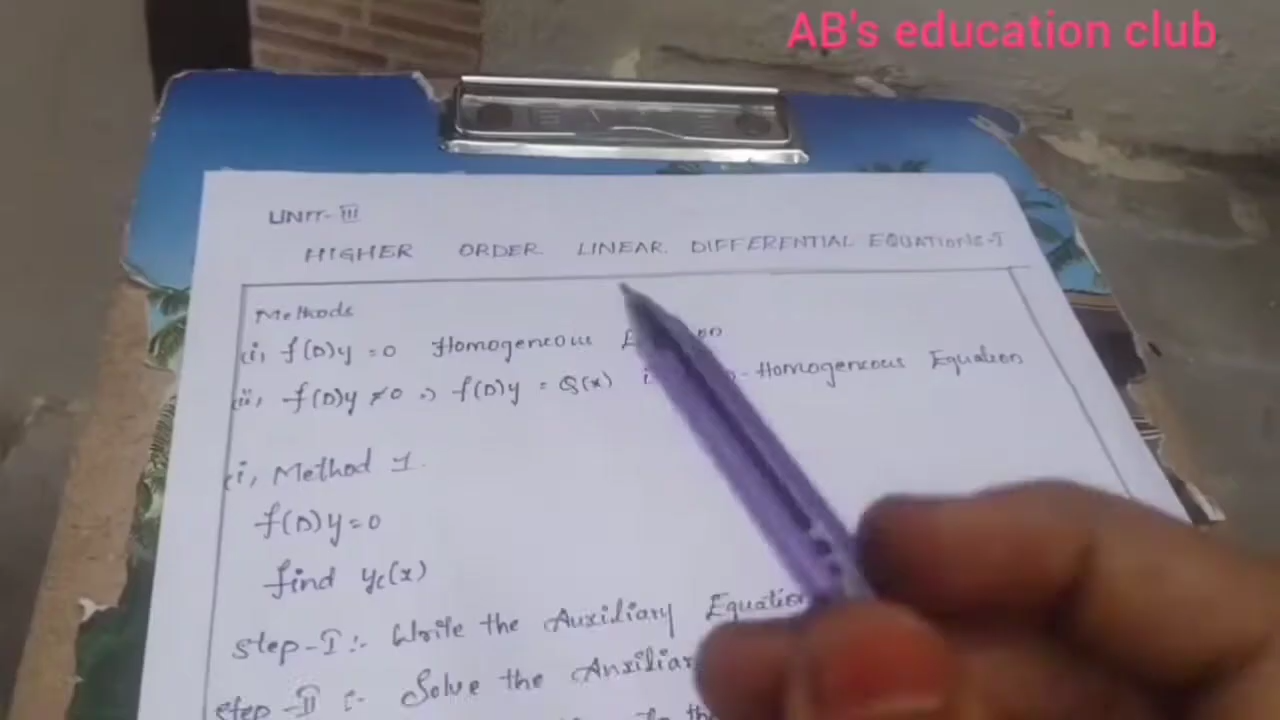 AB's education club
UNIT-III
HIGHER ORDER LINEAR DIFFERENTIAL EQUATIONS-I
Methods
(i, f(D)y = 0 Homogeneous
(ii, f(D)y ≠ 0 ⇒ f(D)y = Q(x) -Homogeneous Equation
(i, Method 1.
f(D)y = 0
find yc(x)
Step-I :- Write the Auxiliary Equation
Step-II :- Solve the